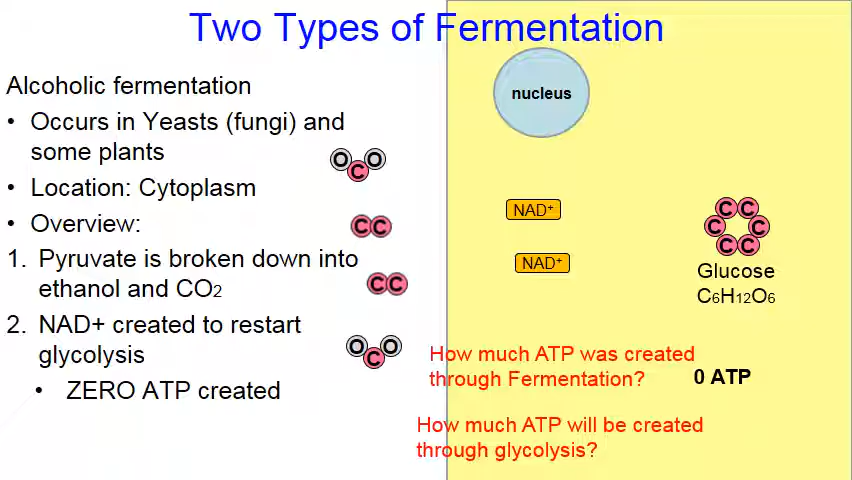 Two Types of Fermentation
Alcoholic fermentation
• Occurs in Yeasts (fungi) and
some plants
• Location: Cytoplasm
• Overview:
1. Pyruvate is broken down into
ethanol and CO2
2. NAD+ created to restart
glycolysis
• ZERO ATP created
O C O
C C
C C
O C O
nucleus
NAD+
NAD+
C C
C C
C C
Glucose
C6H12O6
How much ATP was created
through Fermentation?
0 ATP
How much ATP will be created
through glycolysis?